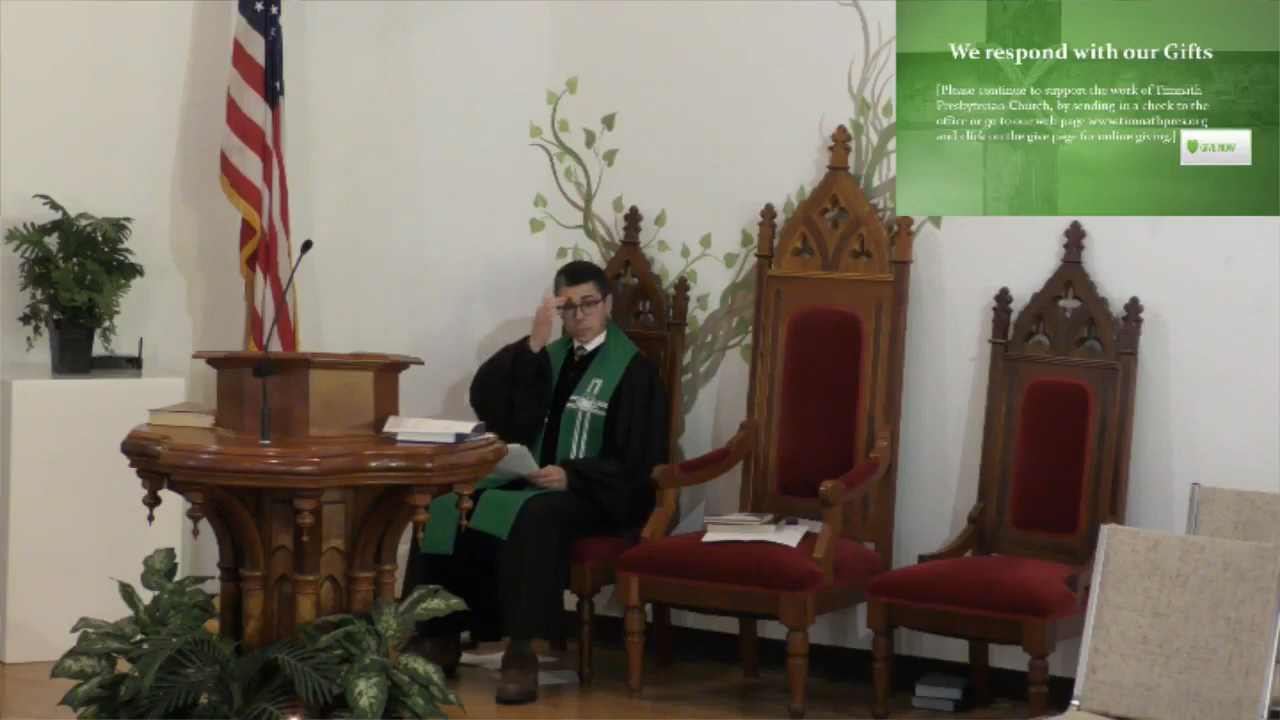 We respond with our Gifts
[Please continue to support the work of Timnath
Presbyterian Church, by sending in a check to the
office or go to our web page www.timnathpres.org
and click on the give page for online giving.]
GIVE NOW